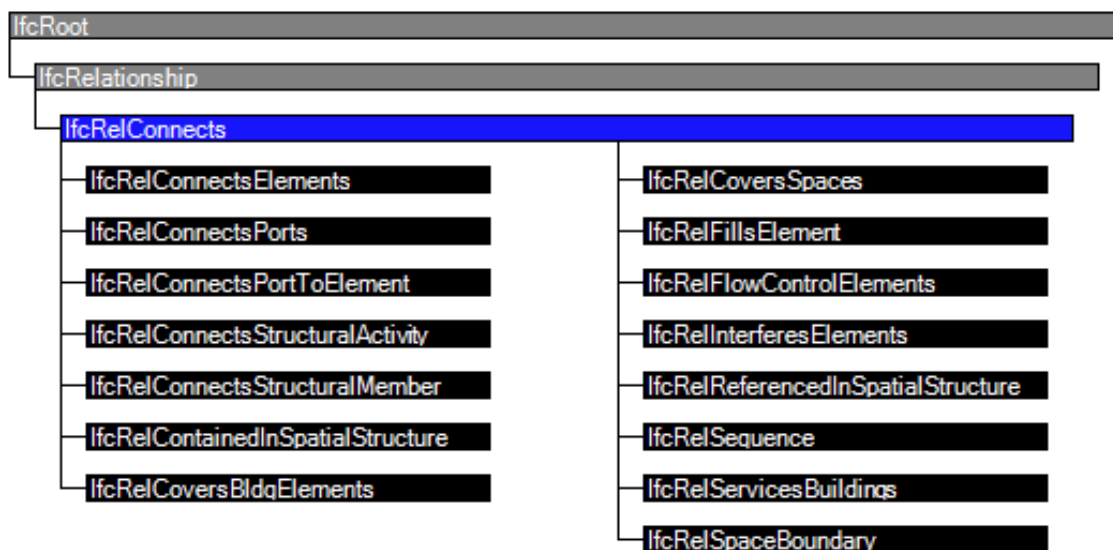 IfcRoot
IfcRelationship
IfcRelConnects
IfcRelConnectsElements
IfcRelConnectsPorts
IfcRelConnectsPortToElement
IfcRelConnectsStructuralActivity
IfcRelConnectsStructuralMember
IfcRelContainedInSpatialStructure
IfcRelCoversBldgElements
IfcRelCoversSpaces
IfcRelFillsElement
IfcRelFlowControlElements
IfcRelInterferesElements
IfcRelReferencedInSpatialStructure
IfcRelSequence
IfcRelServicesBuildings
IfcRelSpaceBoundary